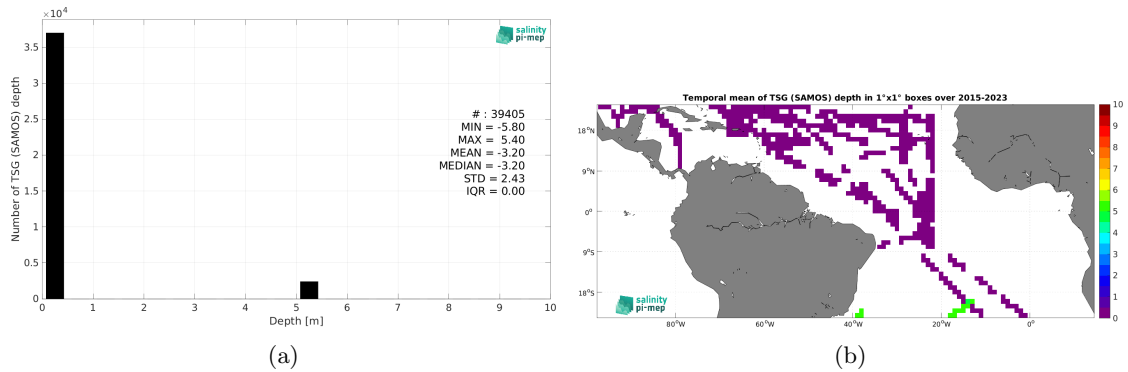 ×10⁴
3.5
3
2.5
2
1.5
1
0.5
0
Number of TSG (SAMOS) depth
salinity
pi-mep
# : 39405
MIN = -5.80
MAX = 5.40
MEAN = -3.20
MEDIAN = -3.20
STD = 2.43
IQR = 0.00
0 1 2 3 4 5 6 7 8 9 10
Depth [m]
(a)
Temporal mean of TSG (SAMOS) depth in 1°x1° boxes over 2015-2023
18°N
9°N
0°
9°S
18°S
salinity
pi-mep
80°W 60°W 40°W 20°W 0°
10
9
8
7
6
5
4
3
2
1
0
(b)